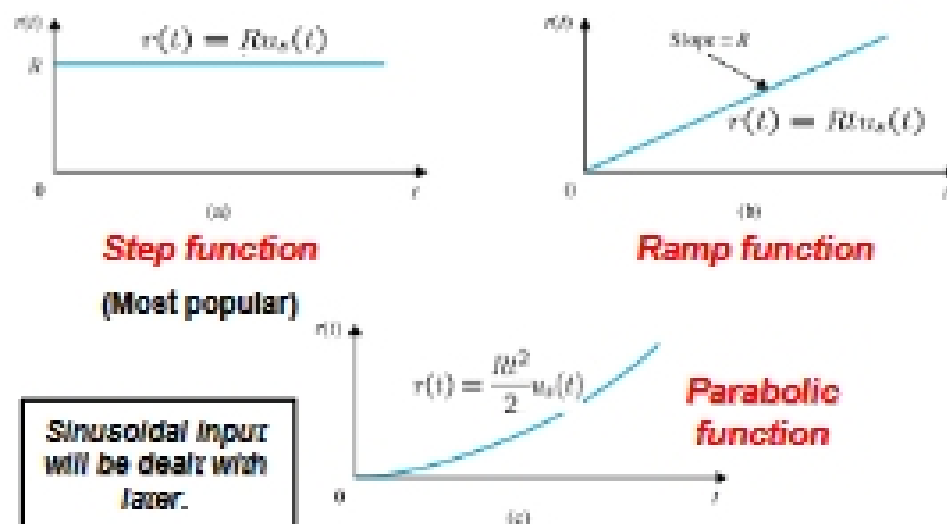 r(t)
r(t) = Ru_s(t)
R
0
t
(a)
Step function
(Most popular)
r(t)
Slope = R
r(t) = Rtu_s(t)
0
t
(b)
Ramp function
r(t)
r(t) = Rt²/2 u_s(t)
0
t
(c)
Parabolic
function
Sinusoidal input
will be dealt with
later.